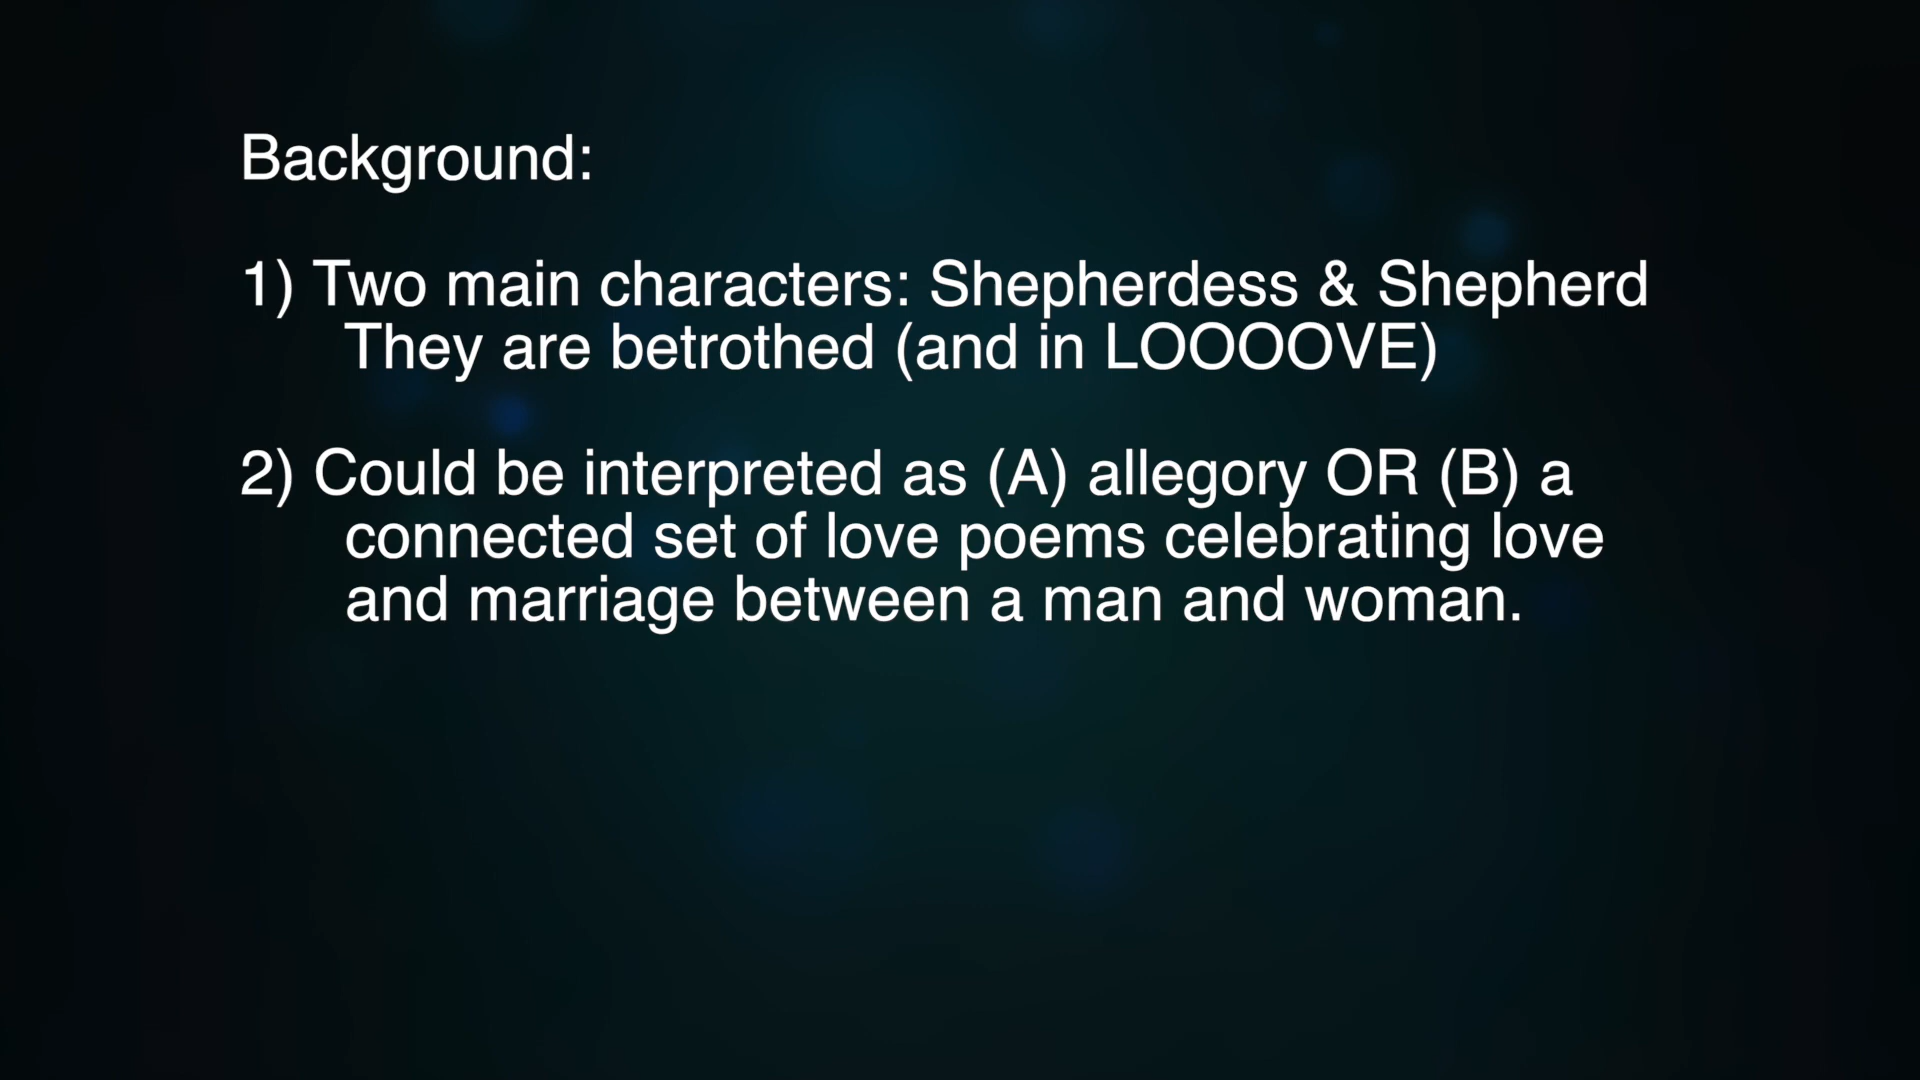 Background:
1) Two main characters: Shepherdess & Shepherd
They are betrothed (and in LOOOOVE)
2) Could be interpreted as (A) allegory OR (B) a
connected set of love poems celebrating love
and marriage between a man and woman.